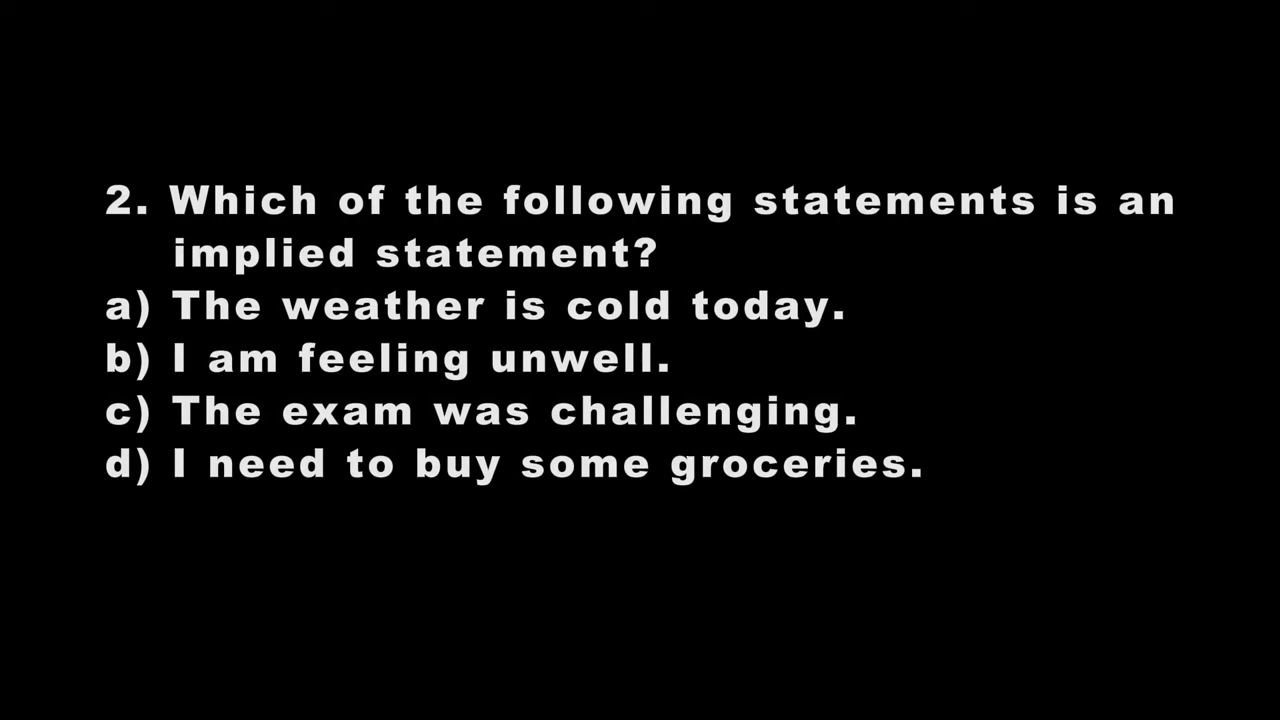 2. Which of the following statements is an
implied statement?
a) The weather is cold today.
b) I am feeling unwell.
c) The exam was challenging.
d) I need to buy some groceries.